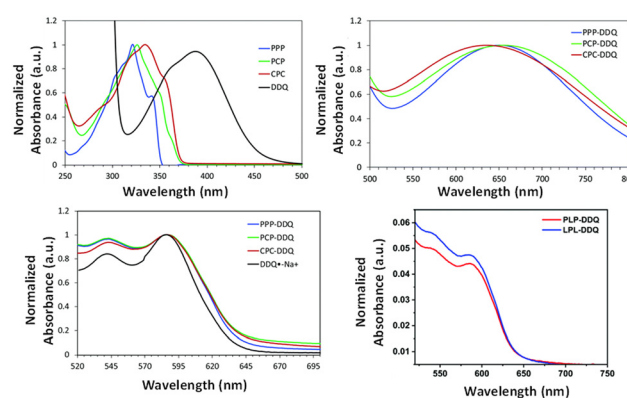 1.2
1
0.8
0.6
0.4
0.2
0
250 300 350 400 450 500
Normalized
Absorbance (a.u.)
Wavelength (nm)
PPP
PCP
CPC
DDQ
1.2
1
0.8
0.6
0.4
0.2
0
500 600 700 800
Normalized
Absorbance (a.u.)
Wavelength (nm)
PPP-DDQ
PCP-DDQ
CPC-DDQ
1.2
1
0.8
0.6
0.4
0.2
0
520 545 570 595 620 645 670 695
Normalized
Absorbance (a.u.)
Wavelength (nm)
PPP-DDQ
PCP-DDQ
CPC-DDQ
DDQ•-Na+
0.06
0.05
0.04
0.03
0.02
0.01
550 600 650 700 750
Normalized
Absorbance (a.u.)
Wavelength (nm)
PLP-DDQ
LPL-DDQ